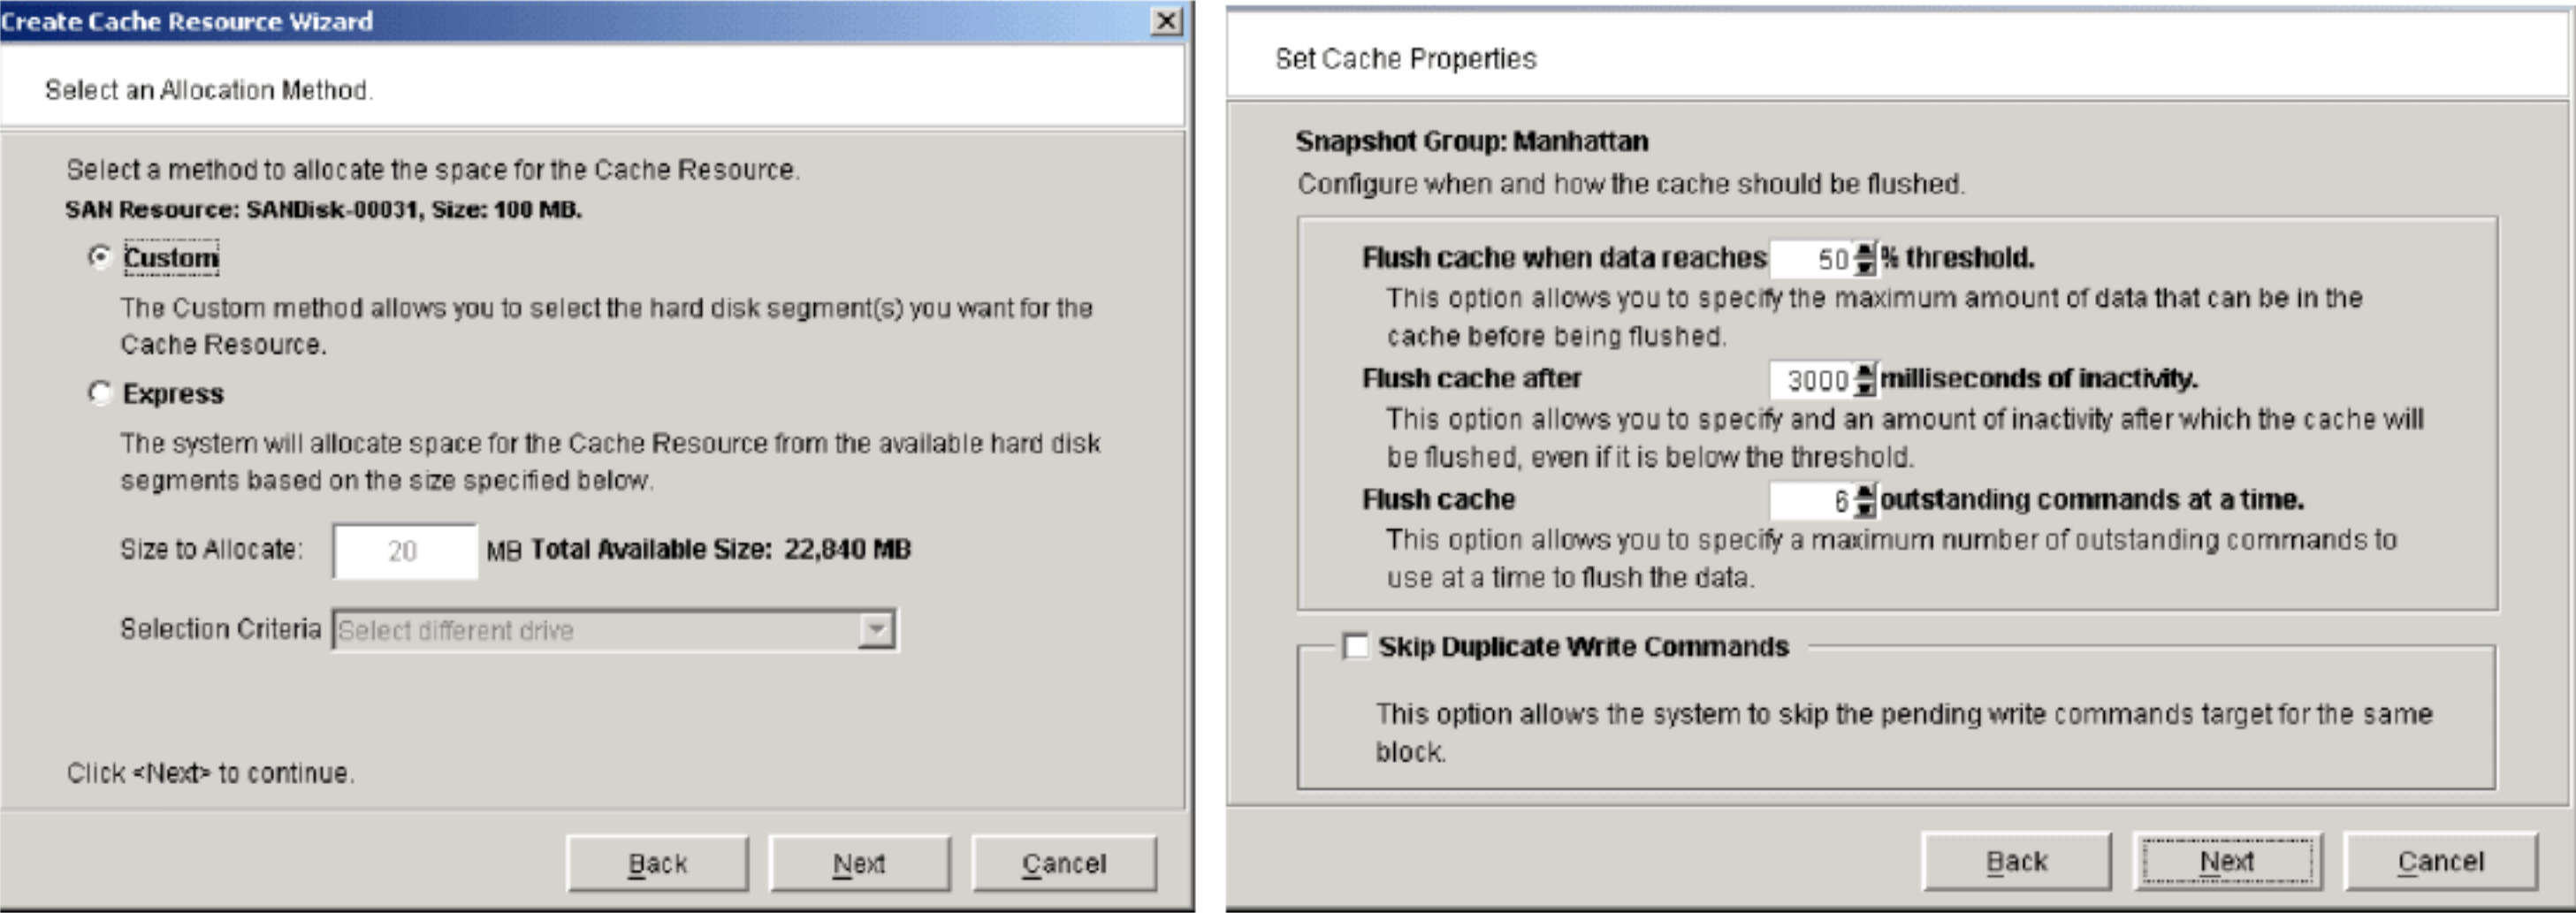 Create Cache Resource Wizard
Select an Allocation Method.
Select a method to allocate the space for the Cache Resource.
SAN Resource: SANDisk-00031, Size: 100 MB.
Custom
The Custom method allows you to select the hard disk segment(s) you want for the
Cache Resource.
Express
The system will allocate space for the Cache Resource from the available hard disk
segments based on the size specified below.
Size to Allocate: 20 MB Total Available Size: 22,840 MB
Selection Criteria Select different drive
Click <Next> to continue.
Back Next Cancel
Set Cache Properties
Snapshot Group: Manhattan
Configure when and how the cache should be flushed.
Flush cache when data reaches 50 % threshold.
This option allows you to specify the maximum amount of data that can be in the
cache before being flushed.
Flush cache after 3000 milliseconds of inactivity.
This option allows you to specify and an amount of inactivity after which the cache will
be flushed, even if it is below the threshold.
Flush cache 6 outstanding commands at a time.
This option allows you to specify a maximum number of outstanding commands to
use at a time to flush the data.
Skip Duplicate Write Commands
This option allows the system to skip the pending write commands target for the same
block.
Back Next Cancel